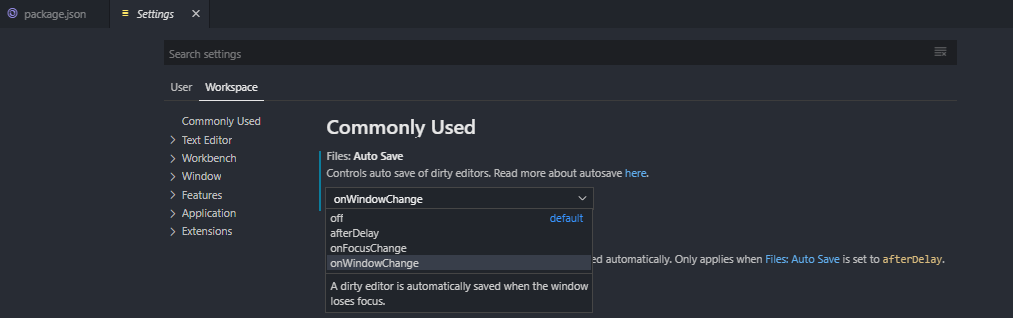 package.json
Settings
Search settings
User
Workspace
Commonly Used
Text Editor
Workbench
Window
Features
Application
Extensions
Commonly Used
Files: Auto Save
Controls auto save of dirty editors. Read more about autosave here.
onWindowChange
off default
afterDelay
onFocusChange
onWindowChange
ed automatically. Only applies when Files: Auto Save is set to afterDelay.
A dirty editor is automatically saved when the window
loses focus.